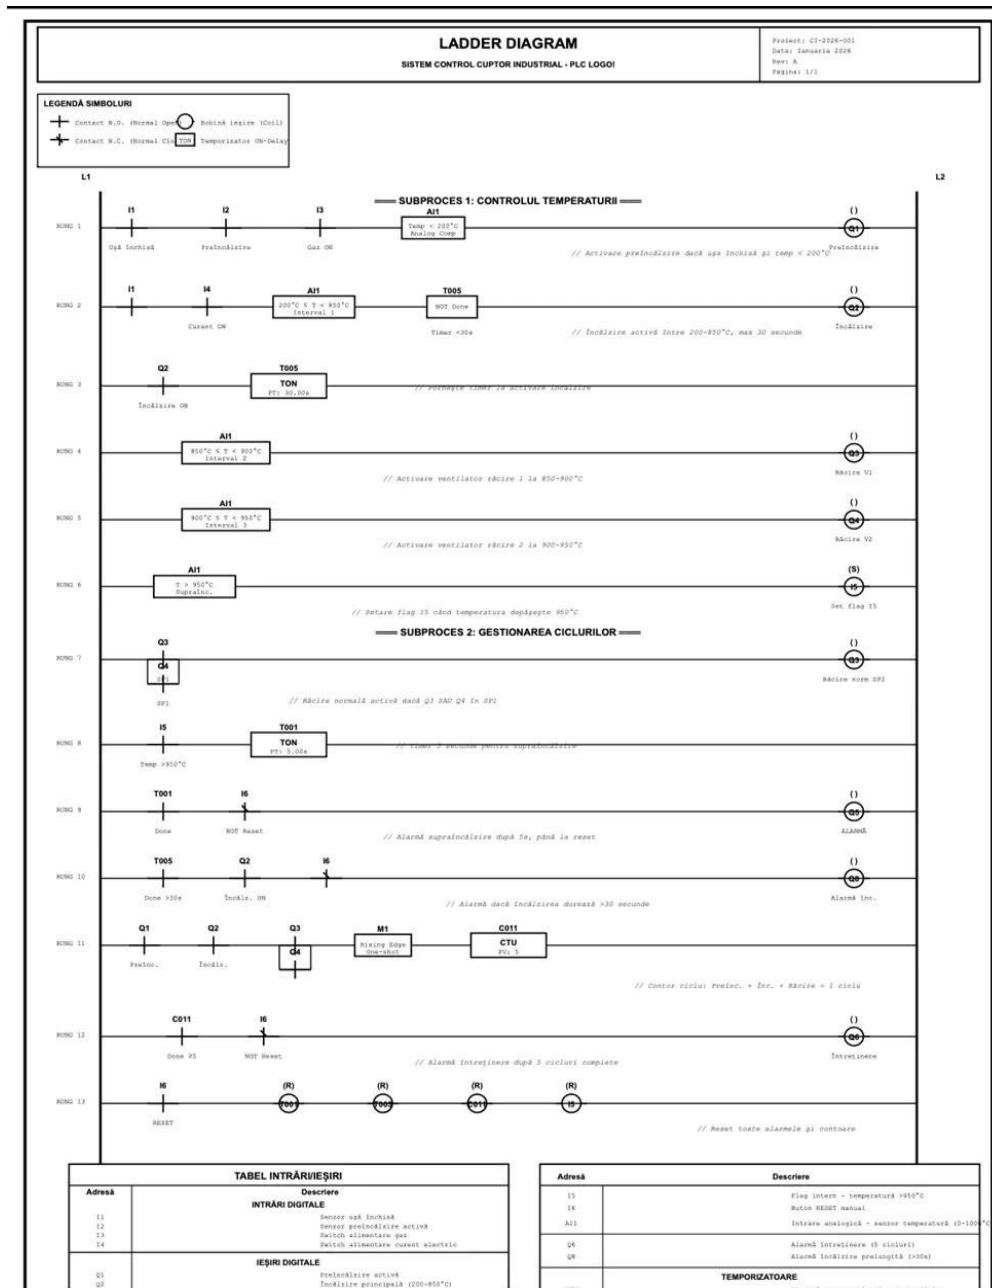 LADDER DIAGRAM
SISTEM CONTROL CUPTOR INDUSTRIAL - PLC LOGO!
Proiect: CI-2026-001
Data: Ianuarie 2026
Rev: A
Pagina: 1/1
LEGENDĂ SIMBOLURI
Contact N.O. (Normal Open)
Bobină ieșire (Coil)
Contact N.C. (Normal Clo
TON
Temporizator ON-Delay
L1
L2
═══ SUBPROCES 1: CONTROLUL TEMPERATURII ═══
RUNG 1
I1
I2
I3
AI1
Temp < 200°C
Analog Comp
()
Q1
Ușă închisă
Preîncălzire
Gaz ON
// Activare preîncălzire dacă ușa închisă și temp < 200°C
Preîncălzire
RUNG 2
I1
I4
AI1
200°C ≤ T < 850°C
Interval 1
T005
NOT Done
()
Q2
Curent ON
Timer <30s
// Încălzire activă între 200-850°C, max 30 secunde
Încălzire
RUNG 3
Q2
T005
TON
PT: 30.00s
// Pornește timer la activare încălzire
Încălzire ON
RUNG 4
AI1
850°C ≤ T < 900°C
Interval 2
()
Q3
// Activare ventilator răcire 1 la 850-900°C
Răcire V1
RUNG 5
AI1
900°C ≤ T < 950°C
Interval 3
()
Q4
// Activare ventilator răcire 2 la 900-950°C
Răcire V2
RUNG 6
AI1
T > 950°C
Supraînc.
(S)
I5
// Setare flag I5 când temperatura depășește 950°C
Set flag I5
═══ SUBPROCES 2: GESTIONAREA CICLURILOR ═══
RUNG 7
Q3
Q4
SP1
SP1
()
Q3
Răcire norm SP2
// Răcire normală activă dacă Q3 SAU Q4 în SP1
RUNG 8
I5
T001
TON
PT: 5.00s
// Timer 5 secunde pentru supraîncălzire
Temp >950°C
RUNG 9
T001
I6
()
Q5
Done
NOT Reset
// Alarmă supraîncălzire după 5s, până la reset
ALARMĂ
RUNG 10
T005
Q2
I6
()
Q8
Done >30s
Încălz. ON
// Alarmă dacă încălzirea durează >30 secunde
Alarmă înc.
RUNG 11
Q1
Q2
Q3
Q4
M1
Rising Edge
One-shot
C011
CTU
PV: 5
Preînc.
Încălz.
// Contor ciclu: Preînc. + Înc. + Răcire = 1 ciclu
RUNG 12
C011
I6
()
Q6
Done ≥5
NOT Reset
// Alarmă întreținere după 5 cicluri complete
Întreținere
RUNG 13
I6
(R)
T001
(R)
T005
(R)
C011
(R)
I5
RESET
// Reset toate alarmele și contoare
TABEL INTRĂRI/IEȘIRI
Adresă Descriere
INTRĂRI DIGITALE
I1 Senzor ușă închisă
I2 Senzor preîncălzire activă
I3 Switch alimentare gaz
I4 Switch alimentare curent electric
IEȘIRI DIGITALE
Q1 Preîncălzire activă
Q2 Încălzire principală (200-850°C)
Adresă Descriere
I5 Flag intern - temperatură >950°C
I6 Buton RESET manual
AI1 Intrare analogică - senzor temperatură (0-1000°C
Q6 Alarmă întreținere (5 cicluri)
Q8 Alarmă încălzire prelungită (>30s)
TEMPORIZATOARE